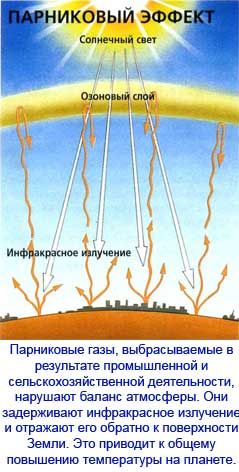 ПАРНИКОВЫЙ ЭФФЕКТ
Солнечный свет
Озоновый слой
Инфракрасное излучение
Парниковые газы, выбрасываемые в
результате промышленной и
сельскохозяйственной деятельности,
нарушают баланс атмосферы. Они
задерживают инфракрасное излучение
и отражают его обратно к поверхности
Земли. Это приводит к общему
повышению температуры на планете.